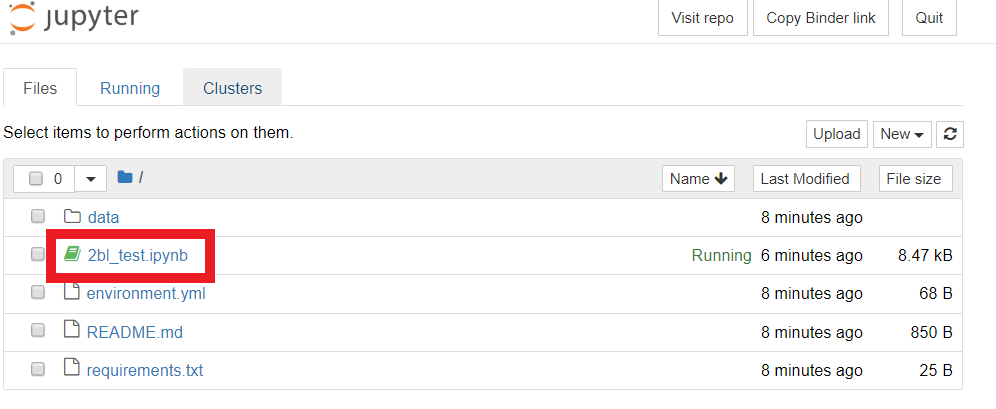 jupyter
Visit repo Copy Binder link Quit
Files Running Clusters
Select items to perform actions on them.
Upload New
0 / Name Last Modified File size
data 8 minutes ago
2bl_test.ipynb Running 6 minutes ago 8.47 kB
environment.yml 8 minutes ago 68 B
README.md 8 minutes ago 850 B
requirements.txt 8 minutes ago 25 B